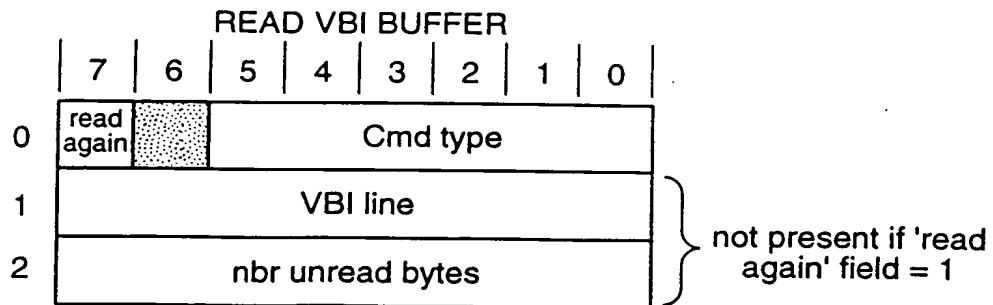 READ VBI BUFFER
7 6 5 4 3 2 1 0
0 read again Cmd type
1 VBI line
2 nbr unread bytes
not present if 'read
again' field = 1